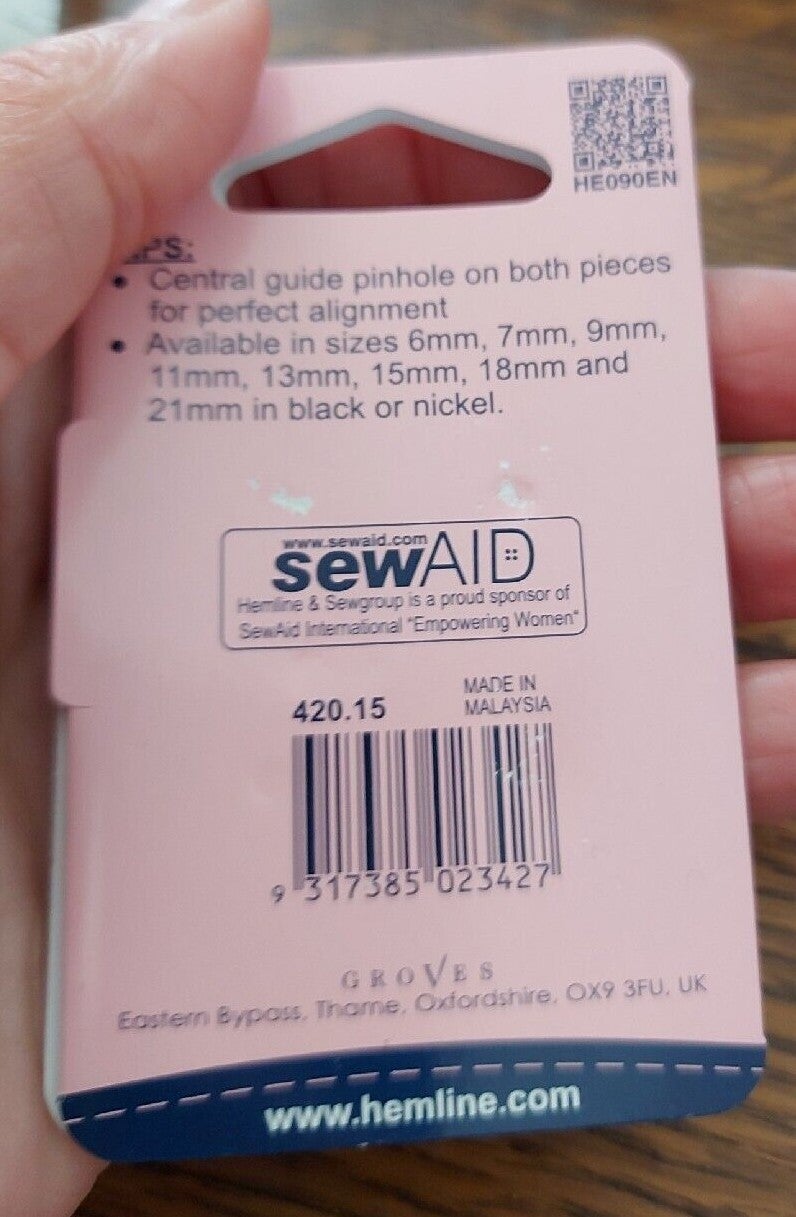 HE090EN
PS:
• Central guide pinhole on both pieces
for perfect alignment
• Available in sizes 6mm, 7mm, 9mm,
11mm, 13mm, 15mm, 18mm and
21mm in black or nickel.
www.sewaid.com
sewAID
Hemline & Sewgroup is a proud sponsor of
SewAid International "Empowering Women"
420.15
MADE IN
MALAYSIA
9 317385 023427
GROVES
Eastern Bypass, Thame, Oxfordshire, OX9 3FU, UK
www.hemline.com